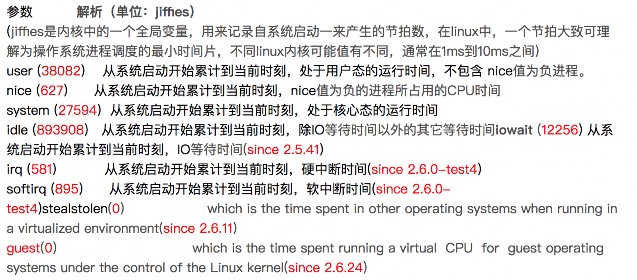 参数 解析（单位：jiffies）
(jiffies是内核中的一个全局变量，用来记录自系统启动一来产生的节拍数，在linux中，一个节拍大致可理
解为操作系统进程调度的最小时间片，不同linux内核可能值有不同，通常在1ms到10ms之间)
user (38082) 从系统启动开始累计到当前时刻，处于用户态的运行时间，不包含 nice值为负进程。
nice (627) 从系统启动开始累计到当前时刻，nice值为负的进程所占用的CPU时间
system (27594) 从系统启动开始累计到当前时刻，处于核心态的运行时间
idle (893908) 从系统启动开始累计到当前时刻，除IO等待时间以外的其它等待时间iowait (12256) 从系
统启动开始累计到当前时刻，IO等待时间(since 2.5.41)
irq (581) 从系统启动开始累计到当前时刻，硬中断时间(since 2.6.0-test4)
softirq (895) 从系统启动开始累计到当前时刻，软中断时间(since 2.6.0-
test4)stealstolen(0) which is the time spent in other operating systems when running in
a virtualized environment(since 2.6.11)
guest(0) which is the time spent running a virtual CPU for guest operating
systems under the control of the Linux kernel(since 2.6.24)